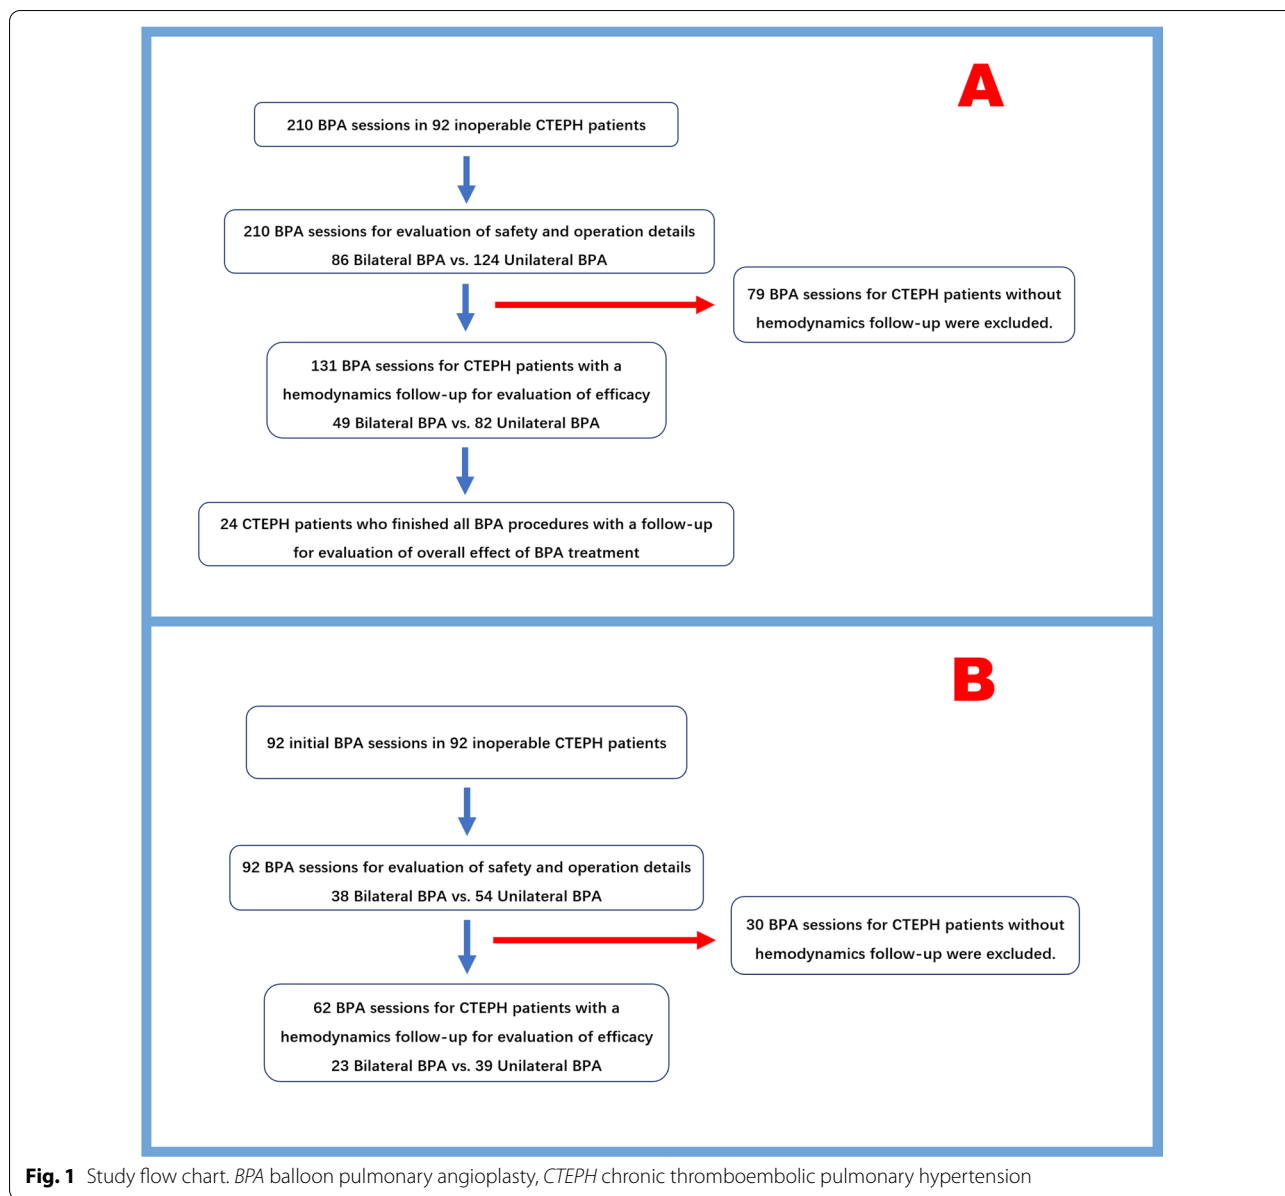 A
210 BPA sessions in 92 inoperable CTEPH patients
210 BPA sessions for evaluation of safety and operation details
86 Bilateral BPA vs. 124 Unilateral BPA
79 BPA sessions for CTEPH patients without
hemodynamics follow-up were excluded.
131 BPA sessions for CTEPH patients with a
hemodynamics follow-up for evaluation of efficacy
49 Bilateral BPA vs. 82 Unilateral BPA
24 CTEPH patients who finished all BPA procedures with a follow-up
for evaluation of overall effect of BPA treatment
B
92 initial BPA sessions in 92 inoperable CTEPH patients
92 BPA sessions for evaluation of safety and operation details
38 Bilateral BPA vs. 54 Unilateral BPA
30 BPA sessions for CTEPH patients without
hemodynamics follow-up were excluded.
62 BPA sessions for CTEPH patients with a
hemodynamics follow-up for evaluation of efficacy
23 Bilateral BPA vs. 39 Unilateral BPA
Fig. 1 Study flow chart. BPA balloon pulmonary angioplasty, CTEPH chronic thromboembolic pulmonary hypertension